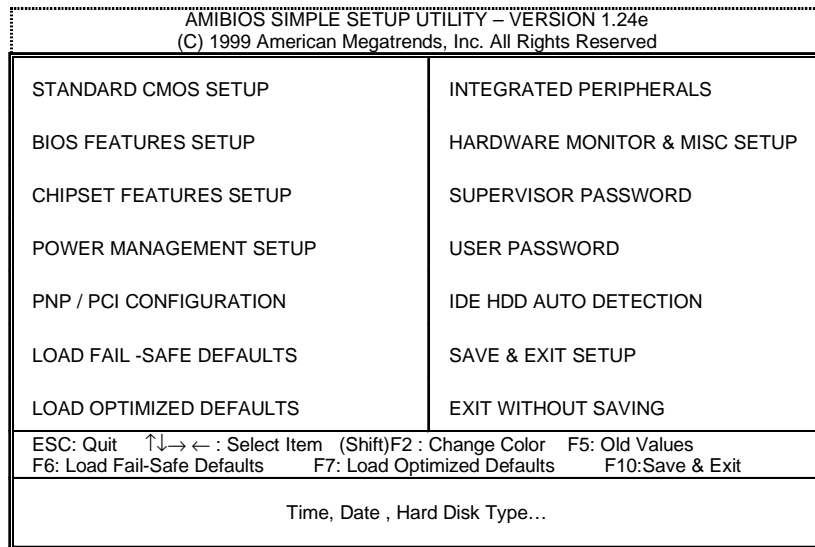 AMIBIOS SIMPLE SETUP UTILITY – VERSION 1.24e
(C) 1999 American Megatrends, Inc. All Rights Reserved
STANDARD CMOS SETUP
BIOS FEATURES SETUP
CHIPSET FEATURES SETUP
POWER MANAGEMENT SETUP
PNP / PCI CONFIGURATION
LOAD FAIL -SAFE DEFAULTS
LOAD OPTIMIZED DEFAULTS
INTEGRATED PERIPHERALS
HARDWARE MONITOR & MISC SETUP
SUPERVISOR PASSWORD
USER PASSWORD
IDE HDD AUTO DETECTION
SAVE & EXIT SETUP
EXIT WITHOUT SAVING
ESC: Quit ↑↓→ ← : Select Item (Shift)F2 : Change Color F5: Old Values
F6: Load Fail-Safe Defaults F7: Load Optimized Defaults F10:Save & Exit
Time, Date , Hard Disk Type…